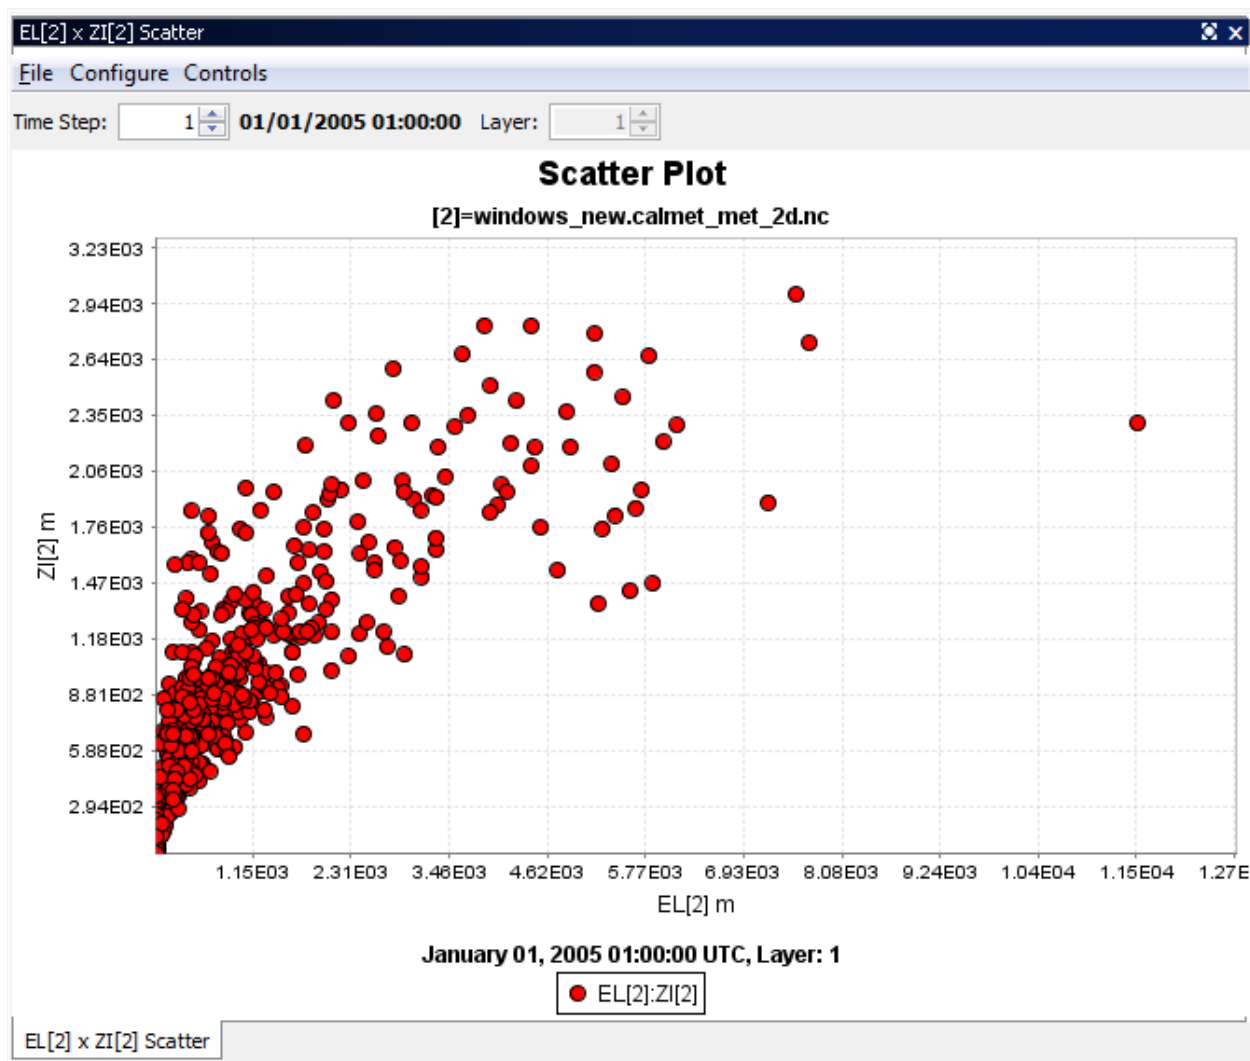 EL[2] x ZI[2] Scatter
File Configure Controls
Time Step: 1 01/01/2005 01:00:00 Layer: 1
Scatter Plot
[2]=windows_new.calmet_met_2d.nc
3.23E03
2.94E03
2.64E03
2.35E03
2.06E03
1.76E03
1.47E03
1.18E03
8.81E02
5.88E02
2.94E02
ZI[2] m
1.15E03 2.31E03 3.46E03 4.62E03 5.77E03 6.93E03 8.08E03 9.24E03 1.04E04 1.15E04 1.27E
EL[2] m
January 01, 2005 01:00:00 UTC, Layer: 1
EL[2]:ZI[2]
EL[2] x ZI[2] Scatter